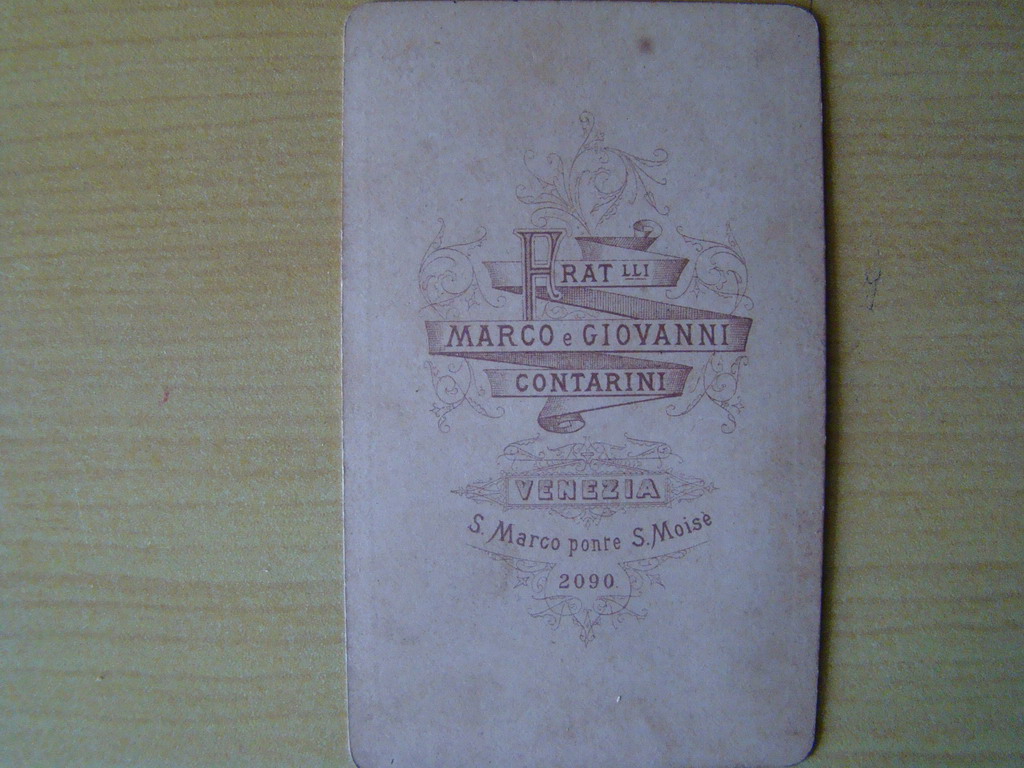 FRAT LLI
MARCO e GIOVANNI
CONTARINI
VENEZIA
S. Marco ponte S. Moisè
2090